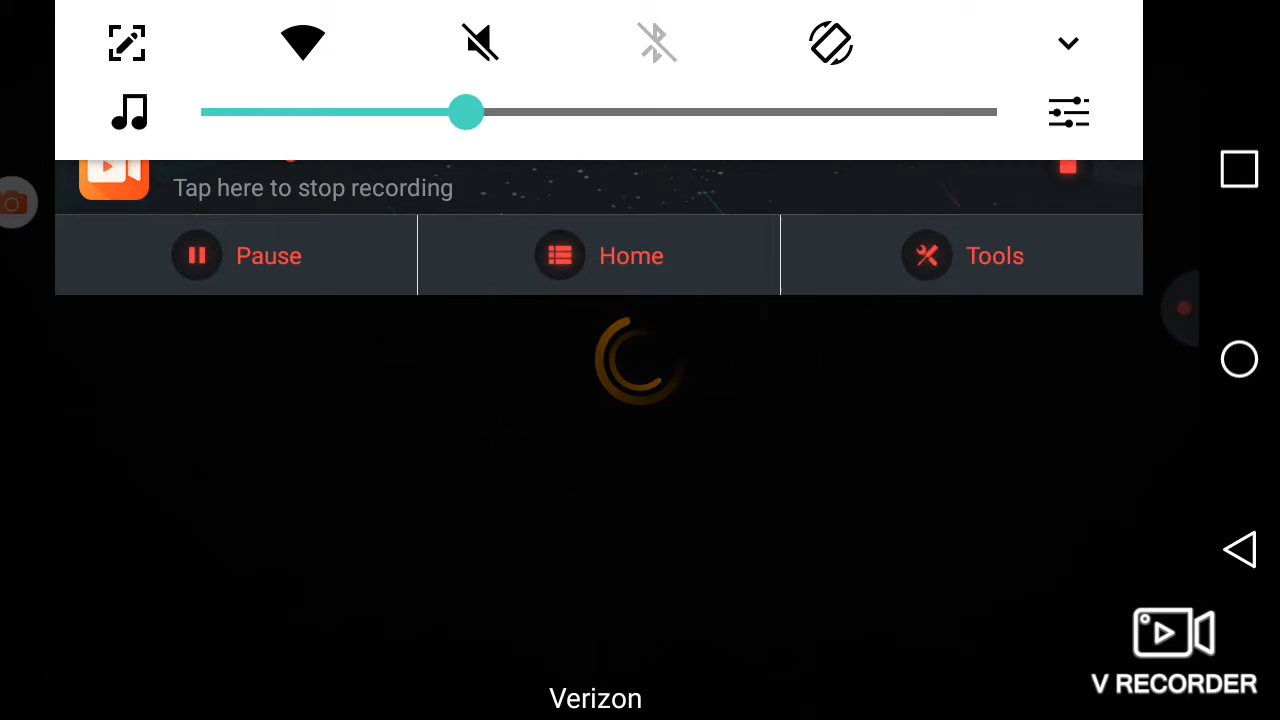 Tap here to stop recording
Pause
Home
Tools
Verizon
V RECORDER